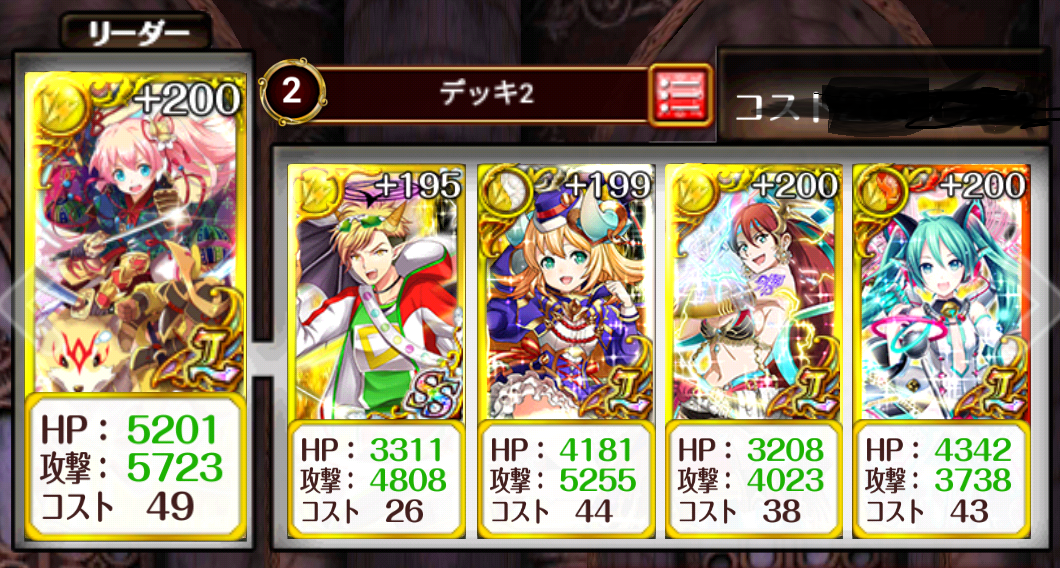 リーダー
2
デッキ2
コスト
+200
+195
+199
+200
+200
L
S
L
L
L
HP: 5201
攻撃: 5723
コスト 49
HP: 3311
攻撃: 4808
コスト 26
HP: 4181
攻撃: 5255
コスト 44
HP: 3208
攻撃: 4023
コスト 38
HP: 4342
攻撃: 3738
コスト 43